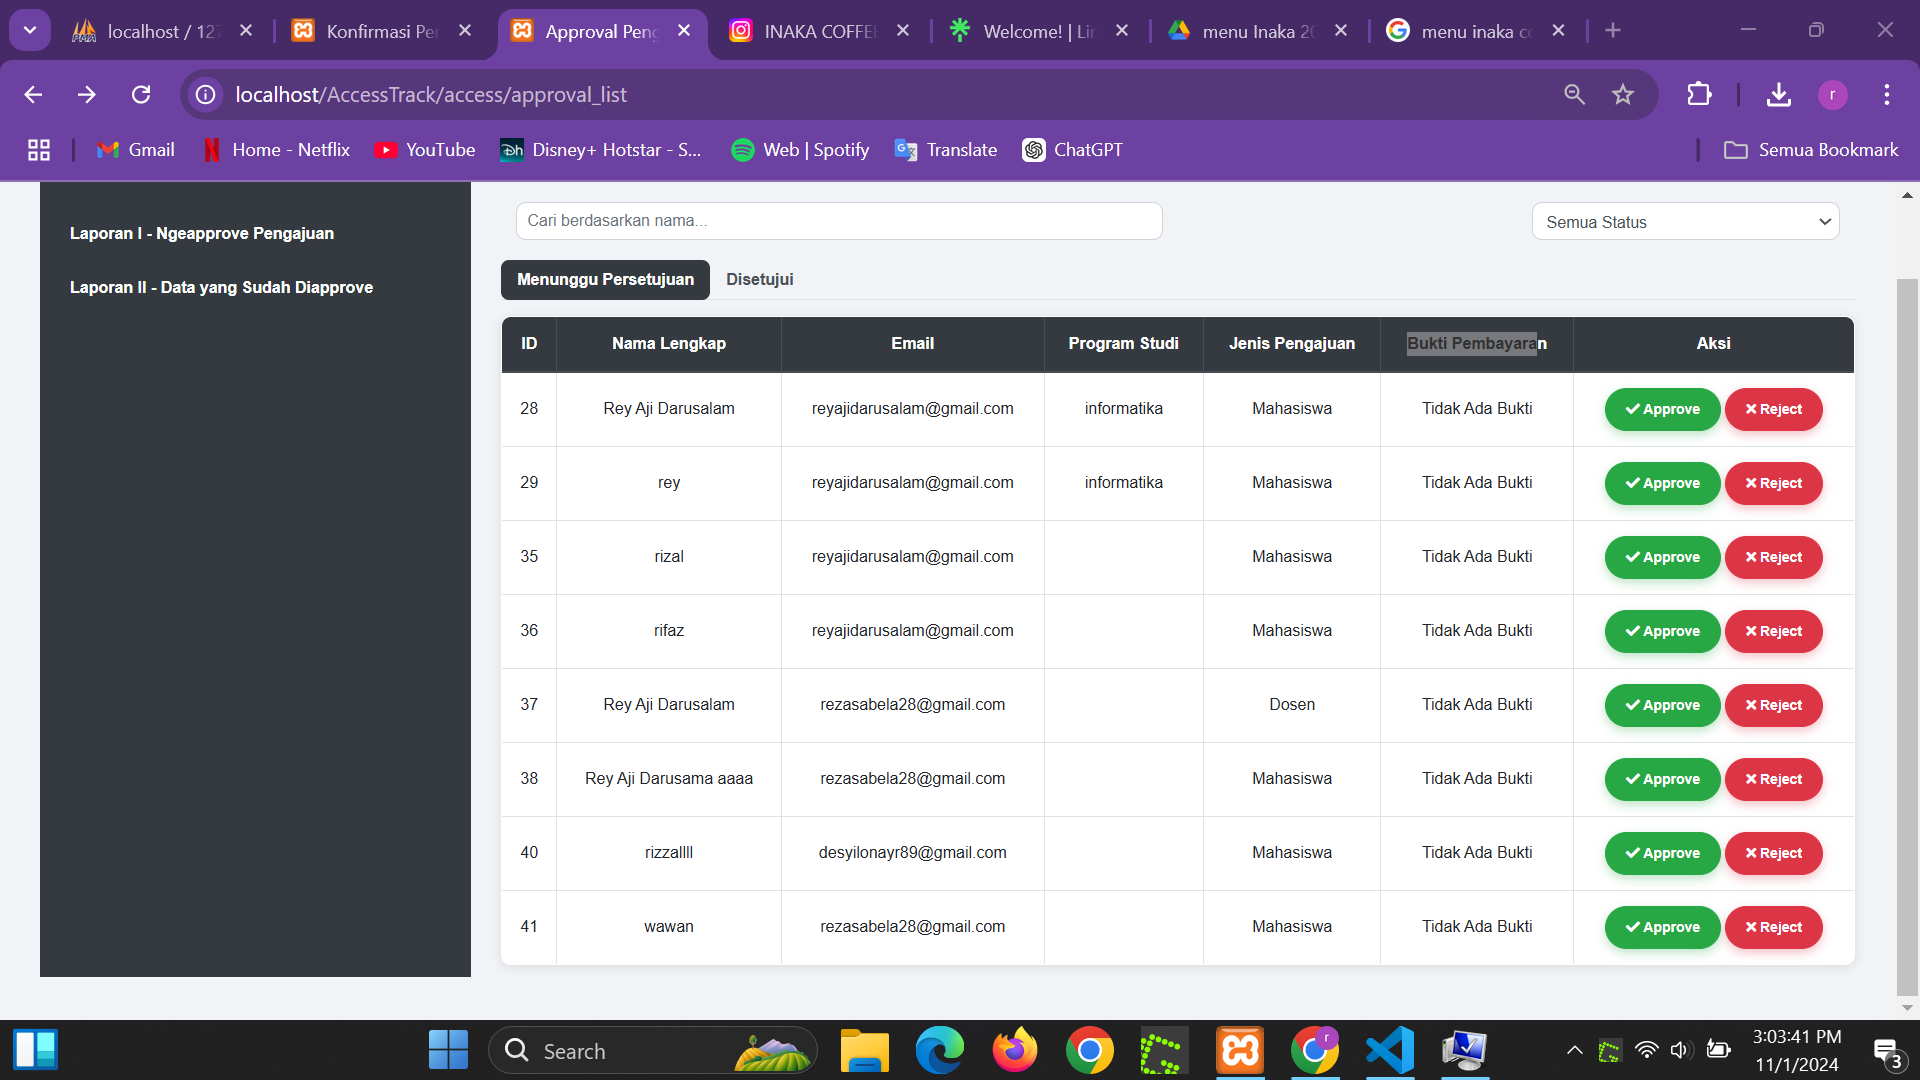 localhost / 127
Konfirmasi Per
Approval Peng
INAKA COFFEE
Welcome! | Lin
menu Inaka 20
menu inaka co
localhost/AccessTrack/access/approval_list
r
Gmail
Home - Netflix
YouTube
Disney+ Hotstar - S...
Web | Spotify
Translate
ChatGPT
Semua Bookmark
Laporan I - Ngeapprove Pengajuan
Laporan II - Data yang Sudah Diapprove
Cari berdasarkan nama...
Semua Status
Menunggu Persetujuan Disetujui
ID Nama Lengkap Email Program Studi Jenis Pengajuan Bukti Pembayaran Aksi
28 Rey Aji Darusalam reyajidarusalam@gmail.com informatika Mahasiswa Tidak Ada Bukti Approve Reject
29 rey reyajidarusalam@gmail.com informatika Mahasiswa Tidak Ada Bukti Approve Reject
35 rizal reyajidarusalam@gmail.com Mahasiswa Tidak Ada Bukti Approve Reject
36 rifaz reyajidarusalam@gmail.com Mahasiswa Tidak Ada Bukti Approve Reject
37 Rey Aji Darusalam rezasabela28@gmail.com Dosen Tidak Ada Bukti Approve Reject
38 Rey Aji Darusama aaaa rezasabela28@gmail.com Mahasiswa Tidak Ada Bukti Approve Reject
40 rizzallll desyilonayr89@gmail.com Mahasiswa Tidak Ada Bukti Approve Reject
41 wawan rezasabela28@gmail.com Mahasiswa Tidak Ada Bukti Approve Reject
Search
r
3:03:41 PM
11/1/2024
3